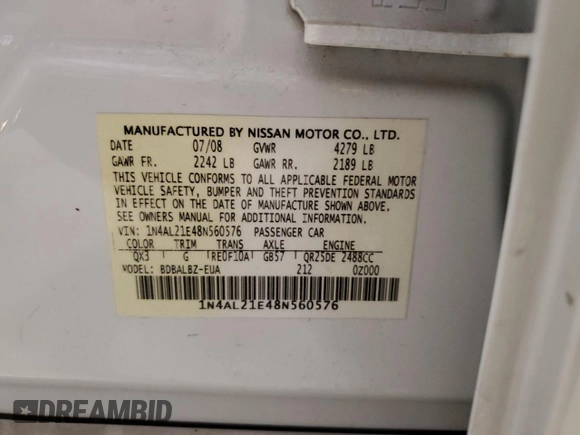 MANUFACTURED BY NISSAN MOTOR CO., LTD.
DATE 07/08 GVWR 4279 LB
GAWR FR. 2242 LB GAWR RR. 2189 LB
THIS VEHICLE CONFORMS TO ALL APPLICABLE FEDERAL MOTOR
VEHICLE SAFETY, BUMPER AND THEFT PREVENTION STANDARDS
IN EFFECT ON THE DATE OF MANUFACTURE SHOWN ABOVE.
SEE OWNERS MANUAL FOR ADDITIONAL INFORMATION.
VIN: 1N4AL21E48N560576 PASSENGER CAR
COLOR TRIM TRANS AXLE ENGINE
QX3 G RE0F10A GB57 QR25DE 2488CC
MODEL: BDBALBZ-EUA 212 0Z000
1N4AL21E48N560576
DREAMBID